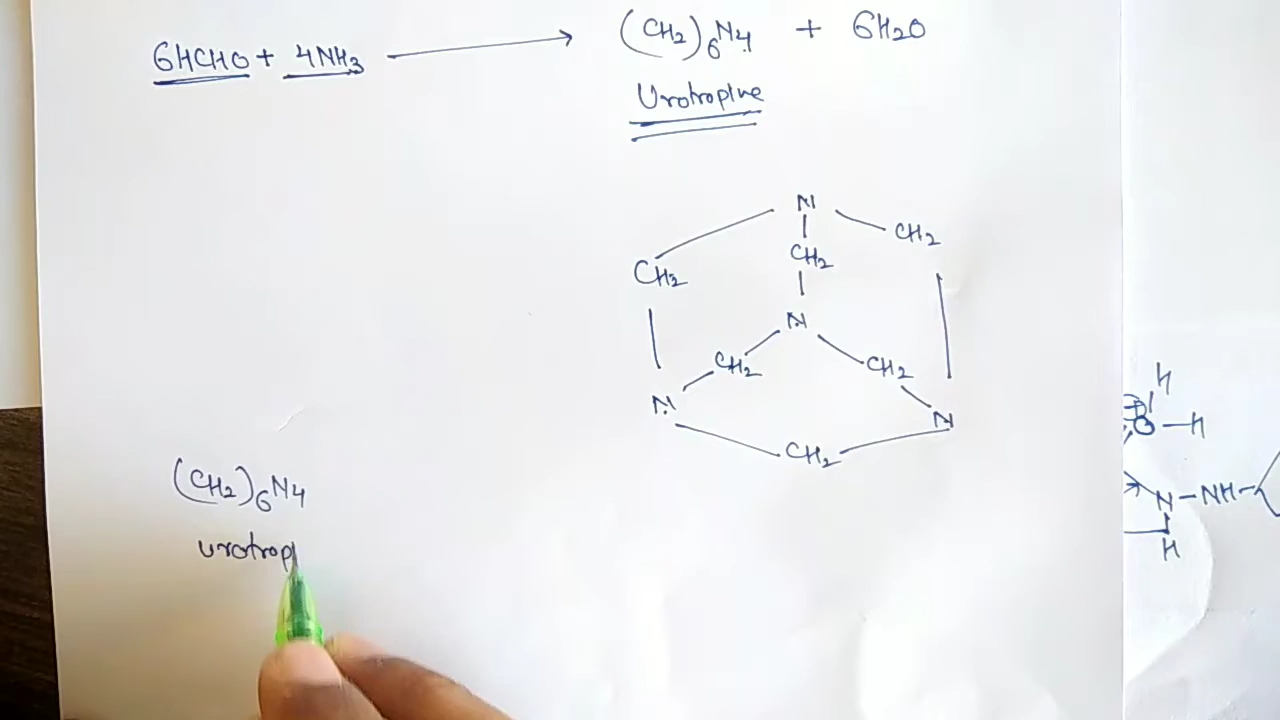 6HCHO + 4NH3 ⟶ (CH2)6N4 + 6H2O
Urotropine
N
CH2 CH2 CH2
N
CH2 CH2
N N
CH2
H
⊕
O—H
(CH2)6N4
N—NH—
H
urotrop